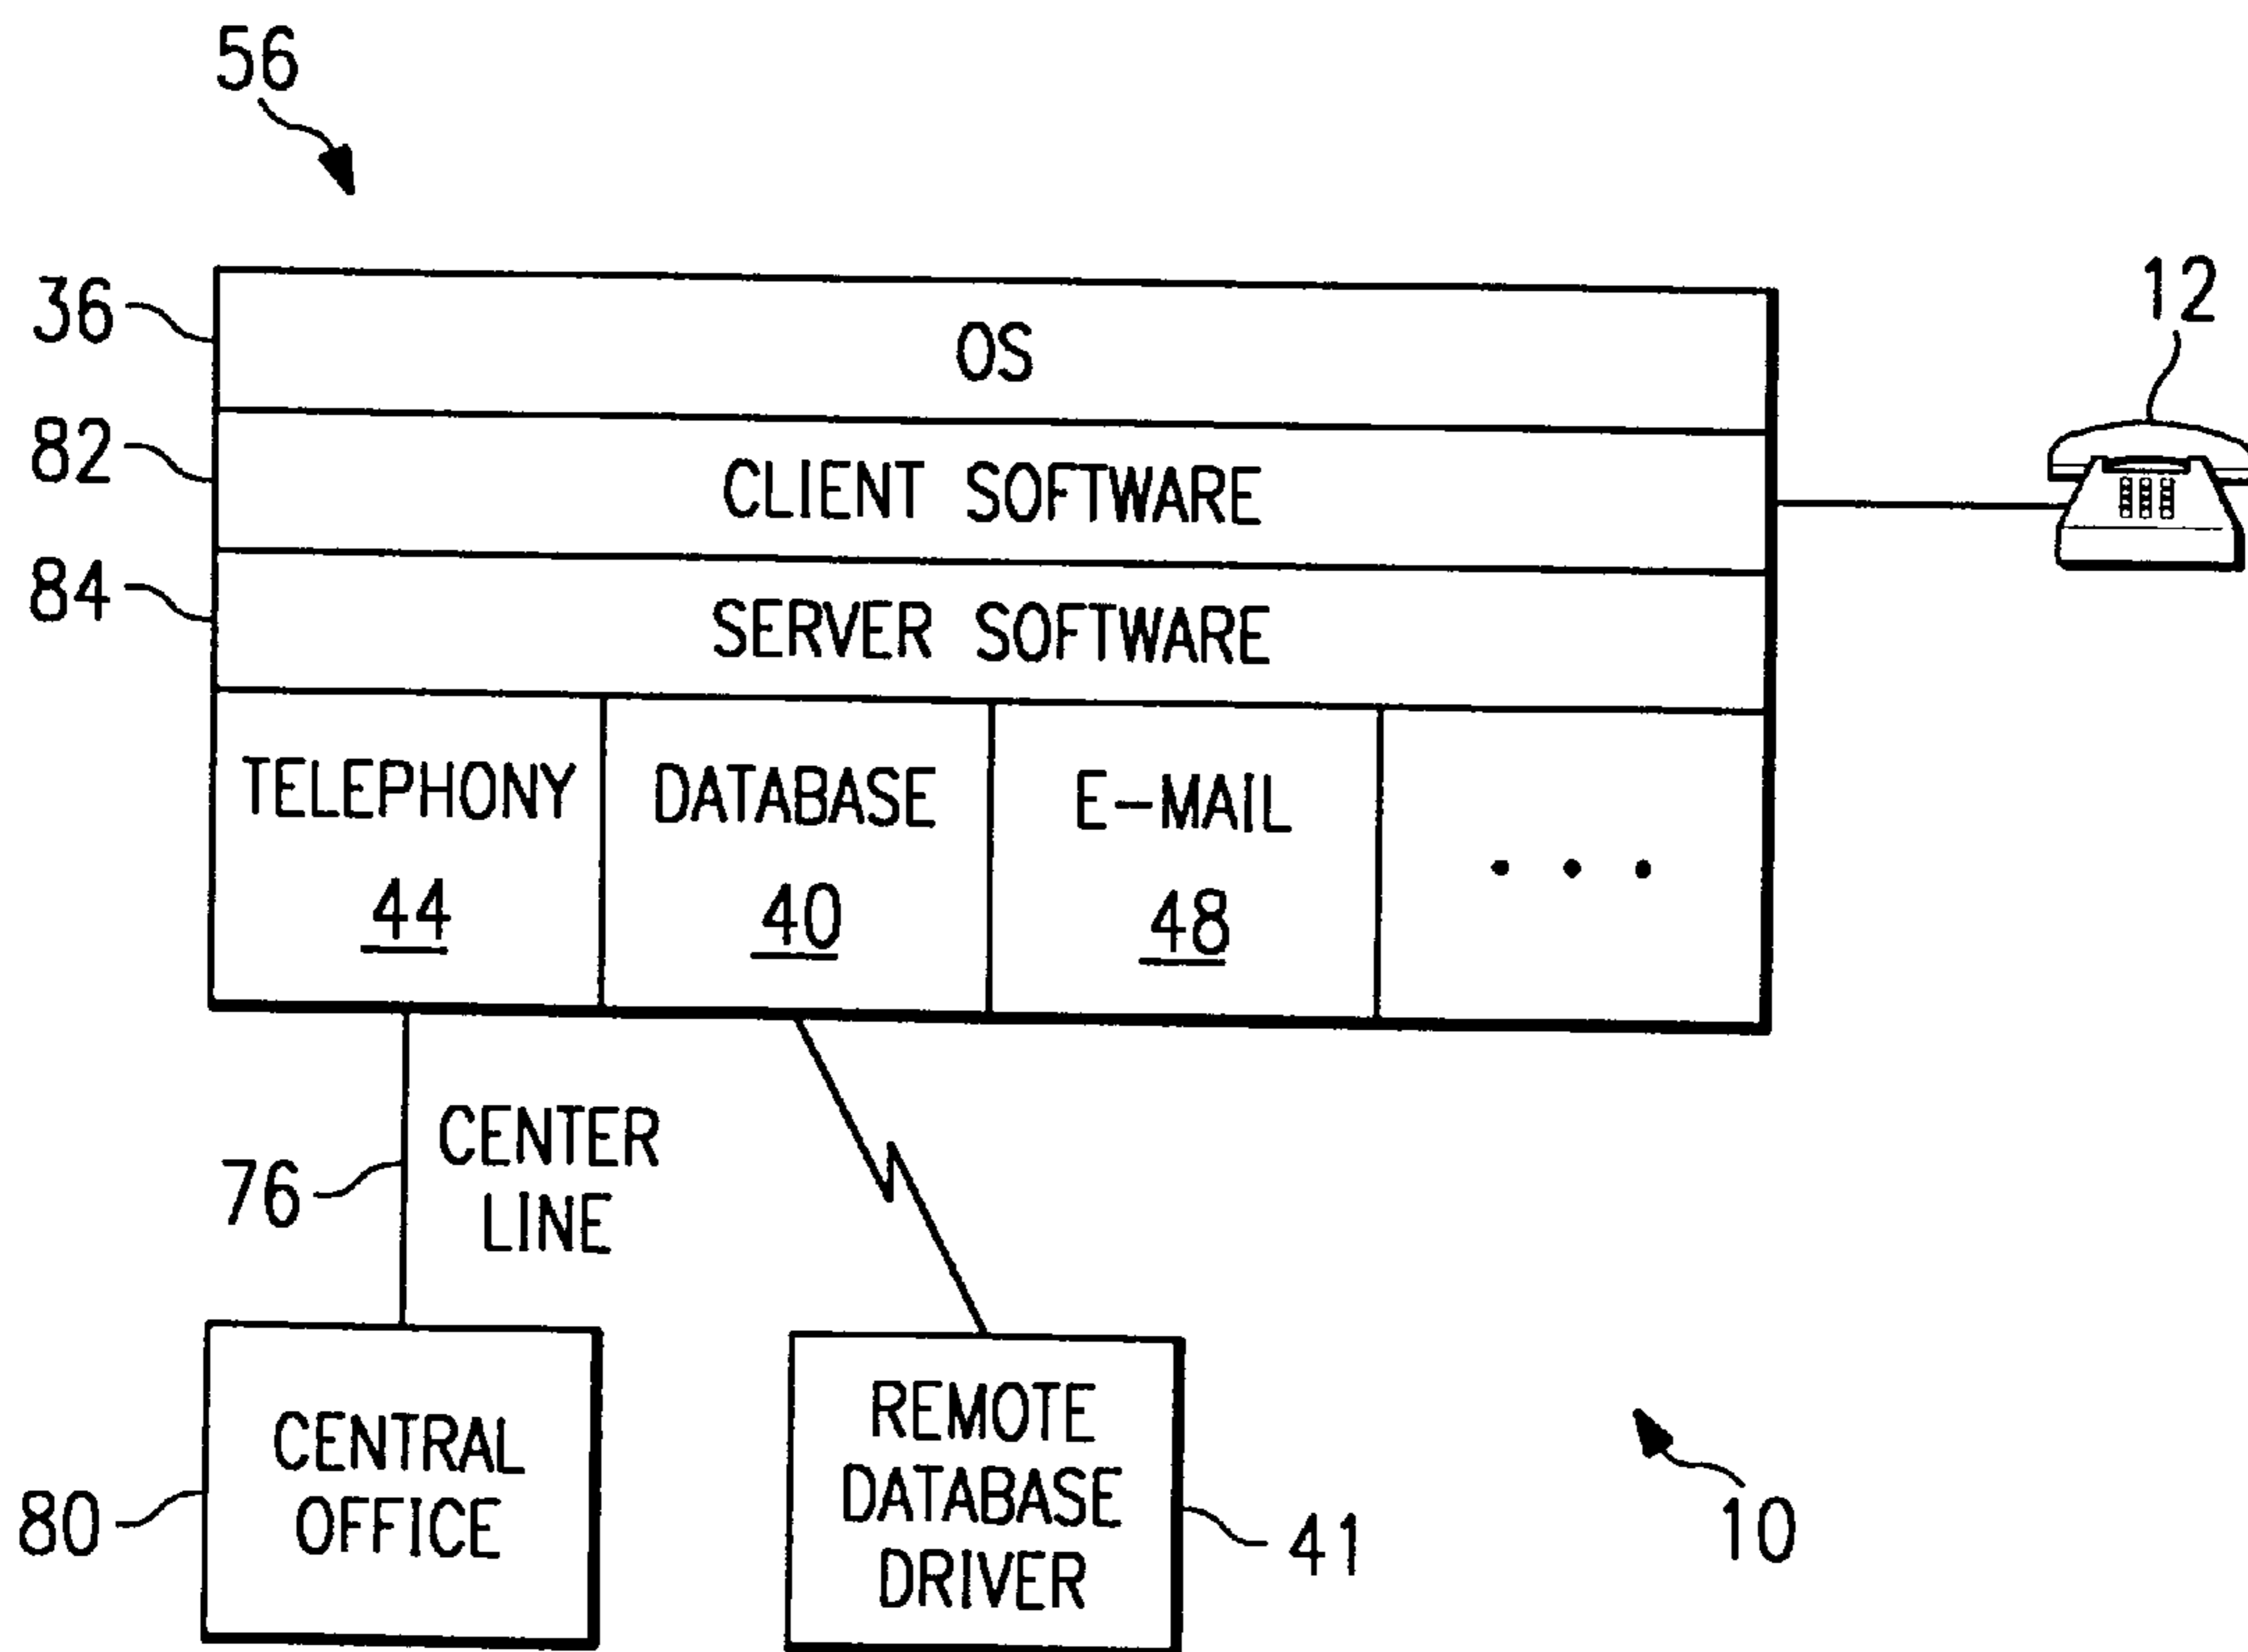 56
36
OS
12
82
CLIENT SOFTWARE
84
SERVER SOFTWARE
TELEPHONY
DATABASE
E-MAIL
• • •
44
40
48
CENTER
LINE
76
CENTRAL
OFFICE
80
REMOTE
DATABASE
DRIVER
41
10